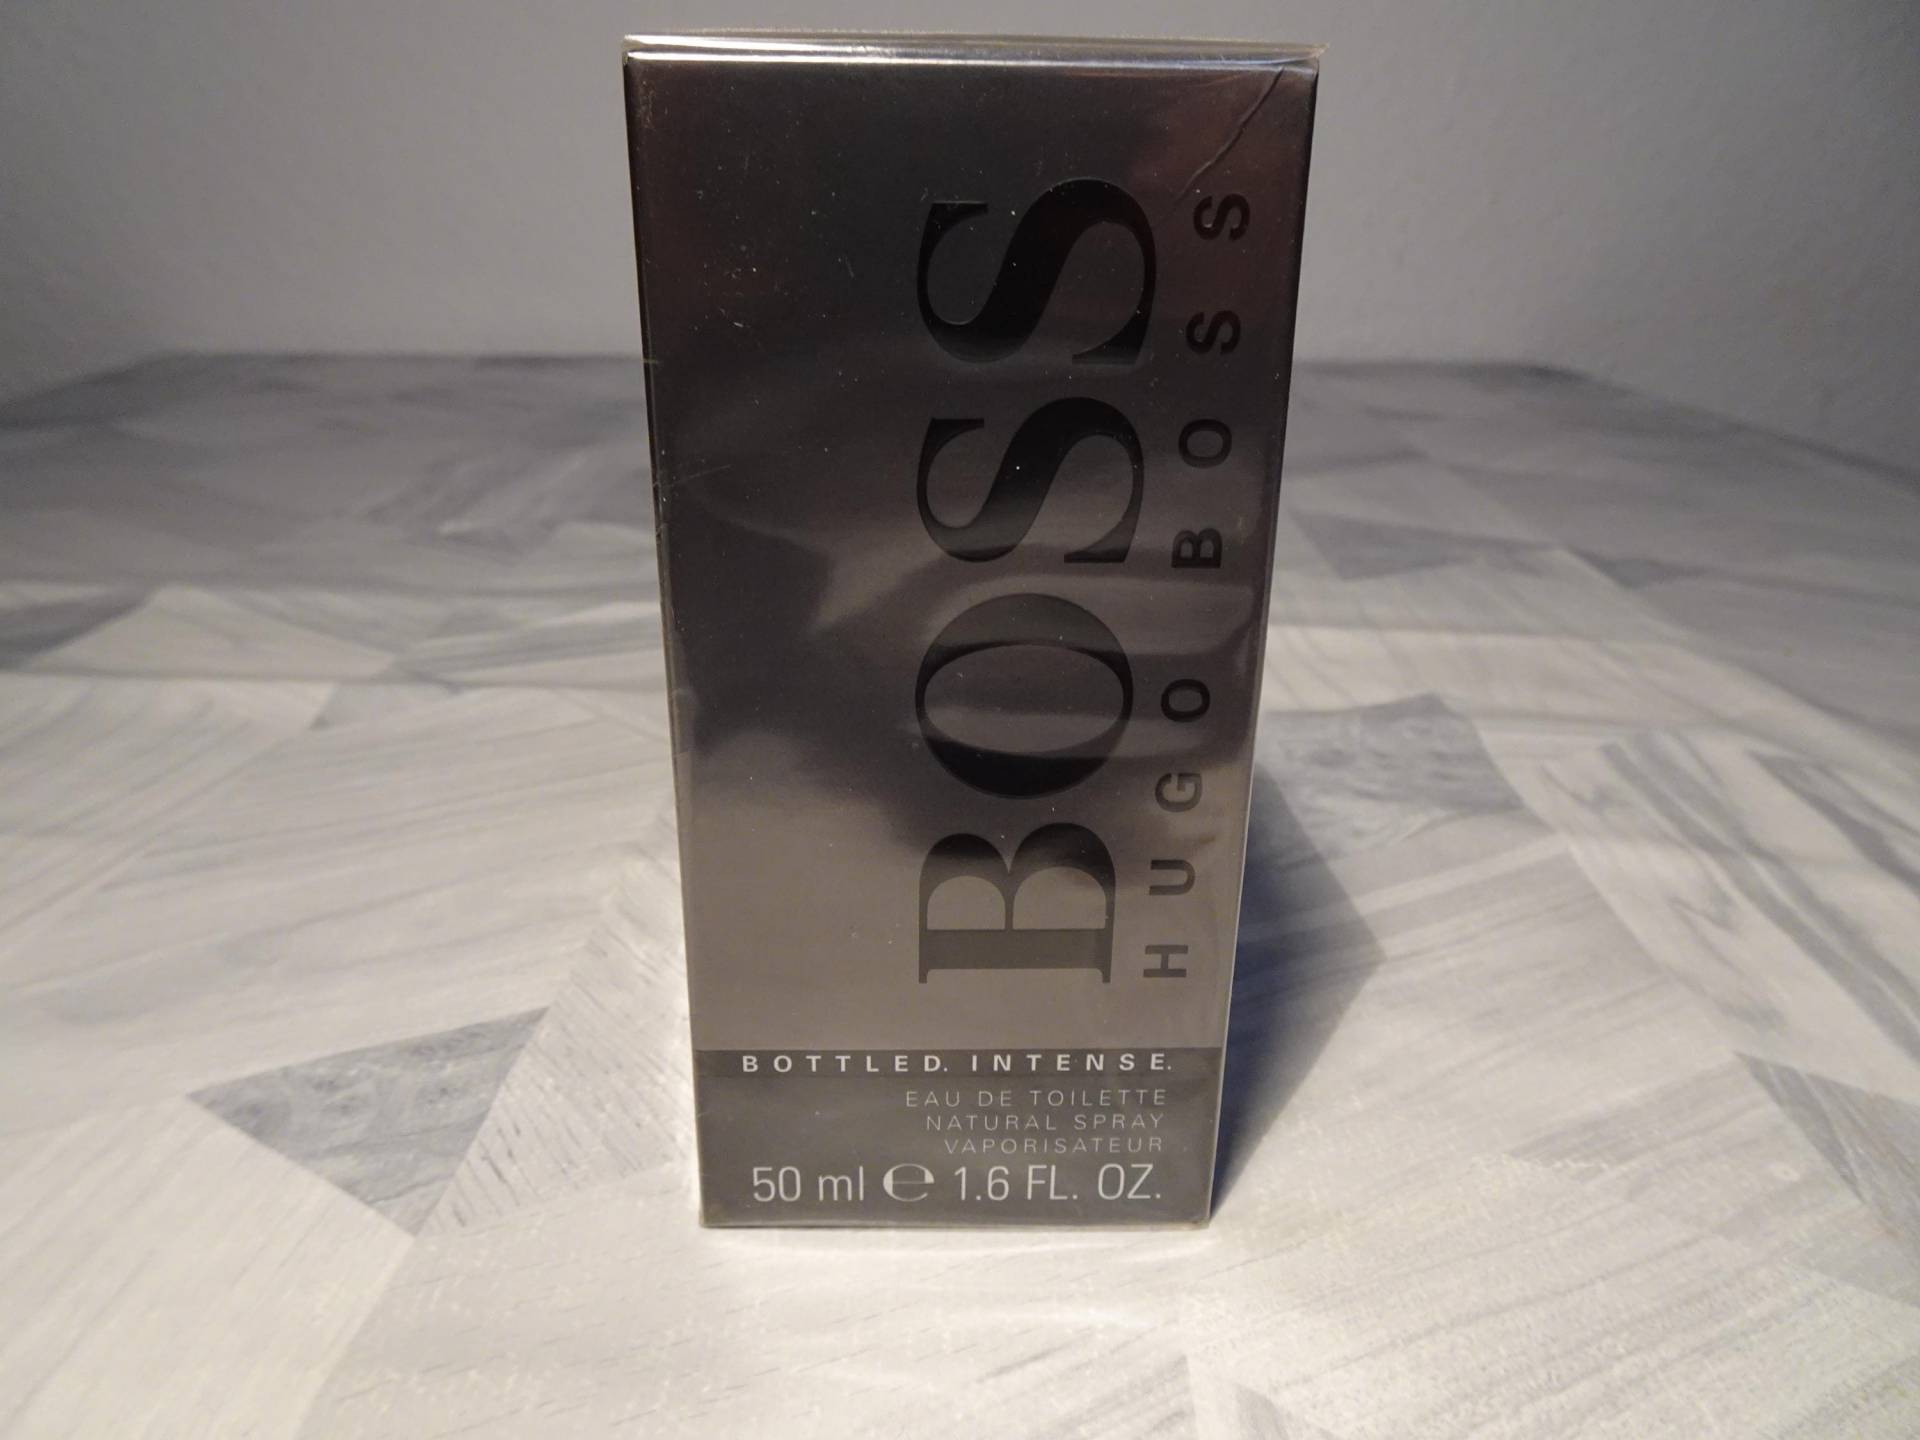 BOSS
HUGO BOSS
BOTTLED. INTENSE.
EAU DE TOILETTE
NATURAL SPRAY
VAPORISATEUR
50 ml ℮ 1.6 FL. OZ.